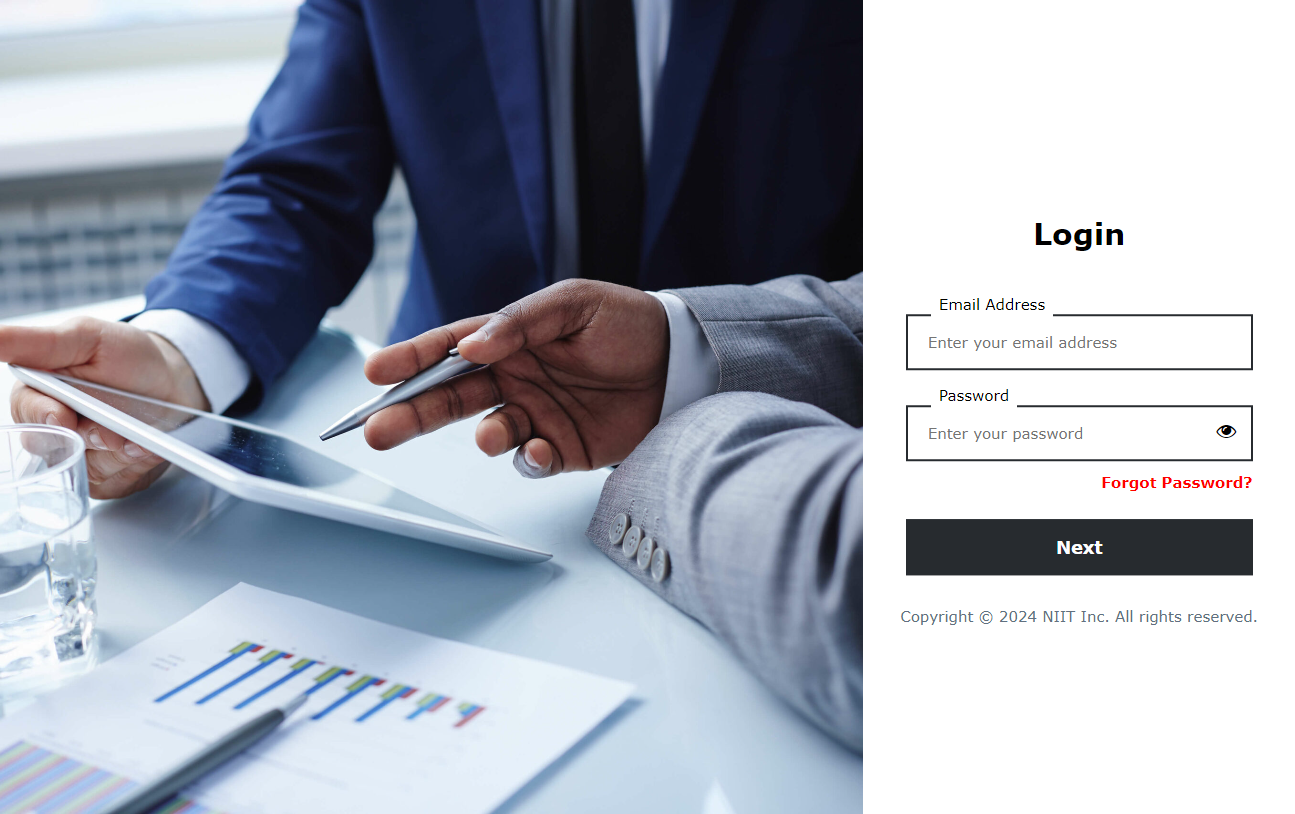 Login
Email Address
Enter your email address
Password
Enter your password
Forgot Password?
Next
Copyright © 2024 NIIT Inc. All rights reserved.